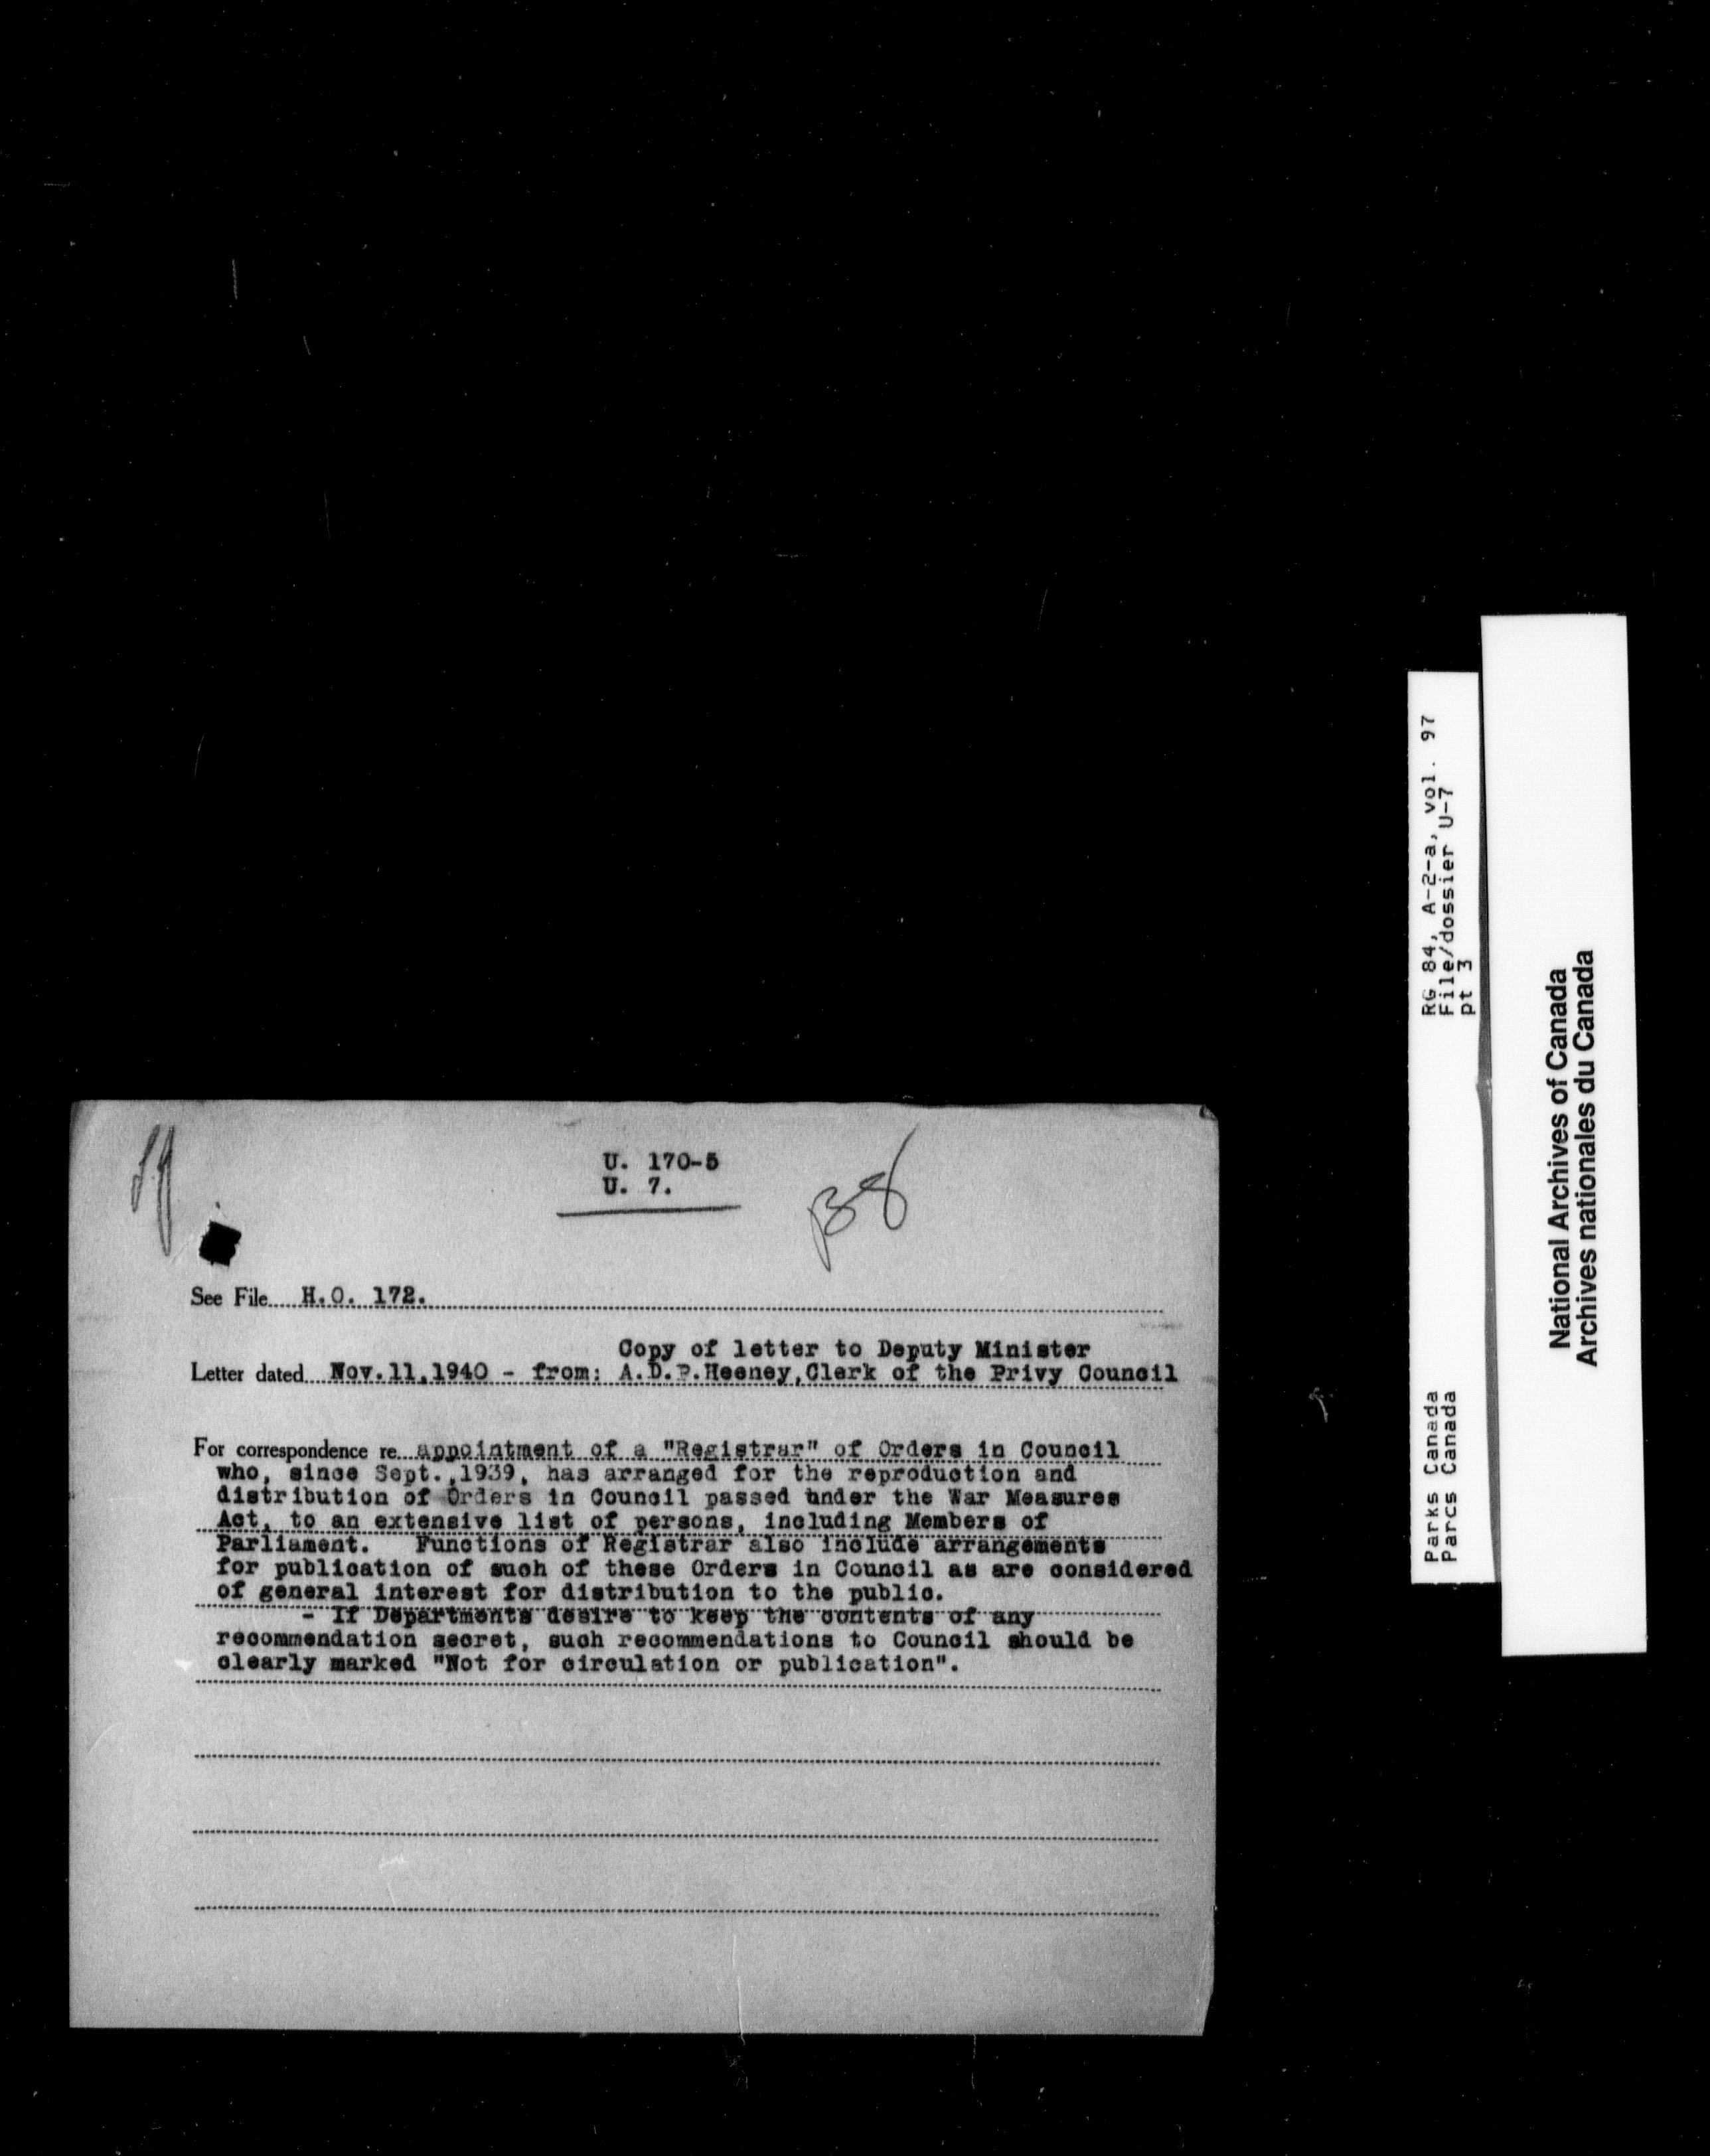 U. 170-5
U. 7.
See File H.O. 172.
Copy of letter to Deputy Minister
Letter dated Nov.11,1940 - from: A.D.P.Heeney,Clerk of the Privy Council
For correspondence re appointment of a "Registrar" of Orders in Council
who, since Sept.,1939, has arranged for the reproduction and
distribution of Orders in Council passed under the War Measures
Act, to an extensive list of persons, including Members of
Parliament. Functions of Registrar also include arrangements
for publication of such of these Orders in Council as are considered
of general interest for distribution to the public.
- If Departments desire to keep the contents of any
recommendation secret, such recommendations to Council should be
clearly marked "Not for circulation or publication".
RG 84, A-2-a, vol. 97
File/dossier U-7
pt 3
Parks Canada
Parcs Canada
National Archives of Canada
Archives nationales du Canada